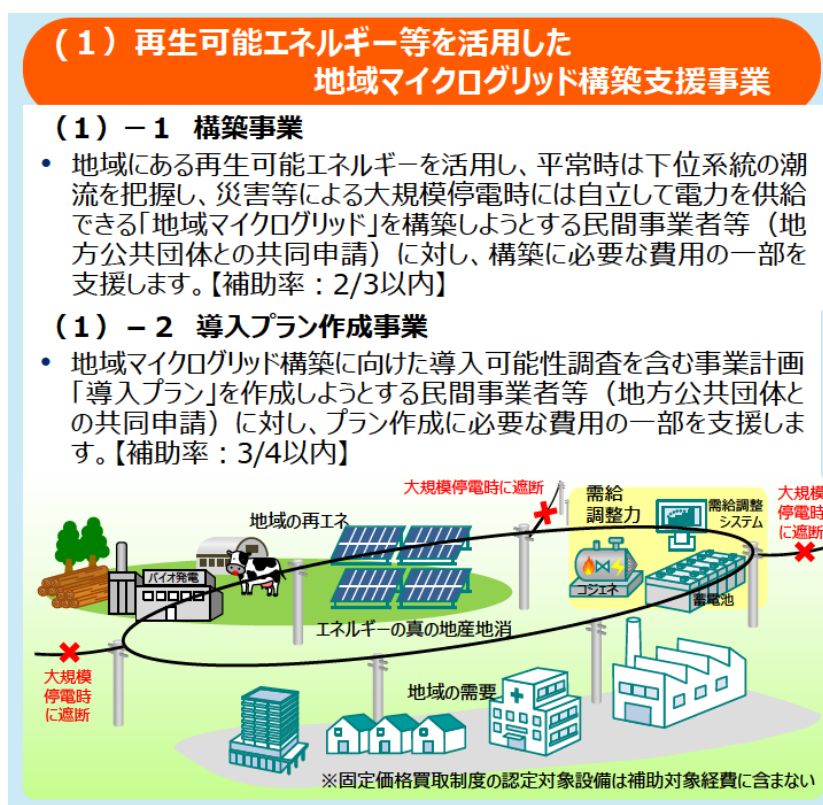 (1)再生可能エネルギー等を活用した
地域マイクログリッド構築支援事業
(1)-1 構築事業
• 地域にある再生可能エネルギーを活用し、平常時は下位系統の潮
流を把握し、災害等による大規模停電時には自立して電力を供給
できる「地域マイクログリッド」を構築しようとする民間事業者等(地
方公共団体との共同申請)に対し、構築に必要な費用の一部を
支援します。【補助率:2/3以内】
(1)-2 導入プラン作成事業
• 地域マイクログリッド構築に向けた導入可能性調査を含む事業計画
「導入プラン」を作成しようとする民間事業者等(地方公共団体と
の共同申請)に対し、プラン作成に必要な費用の一部を支援しま
す。【補助率:3/4以内】
大規模停電時に遮断
需給
調整力
需給調整
システム
大規模
停電時
に遮断
地域の再エネ
バイオ発電
コジェネ
蓄電池
エネルギーの真の地産地消
大規模
停電時
に遮断
地域の需要
※固定価格買取制度の認定対象設備は補助対象経費に含まない